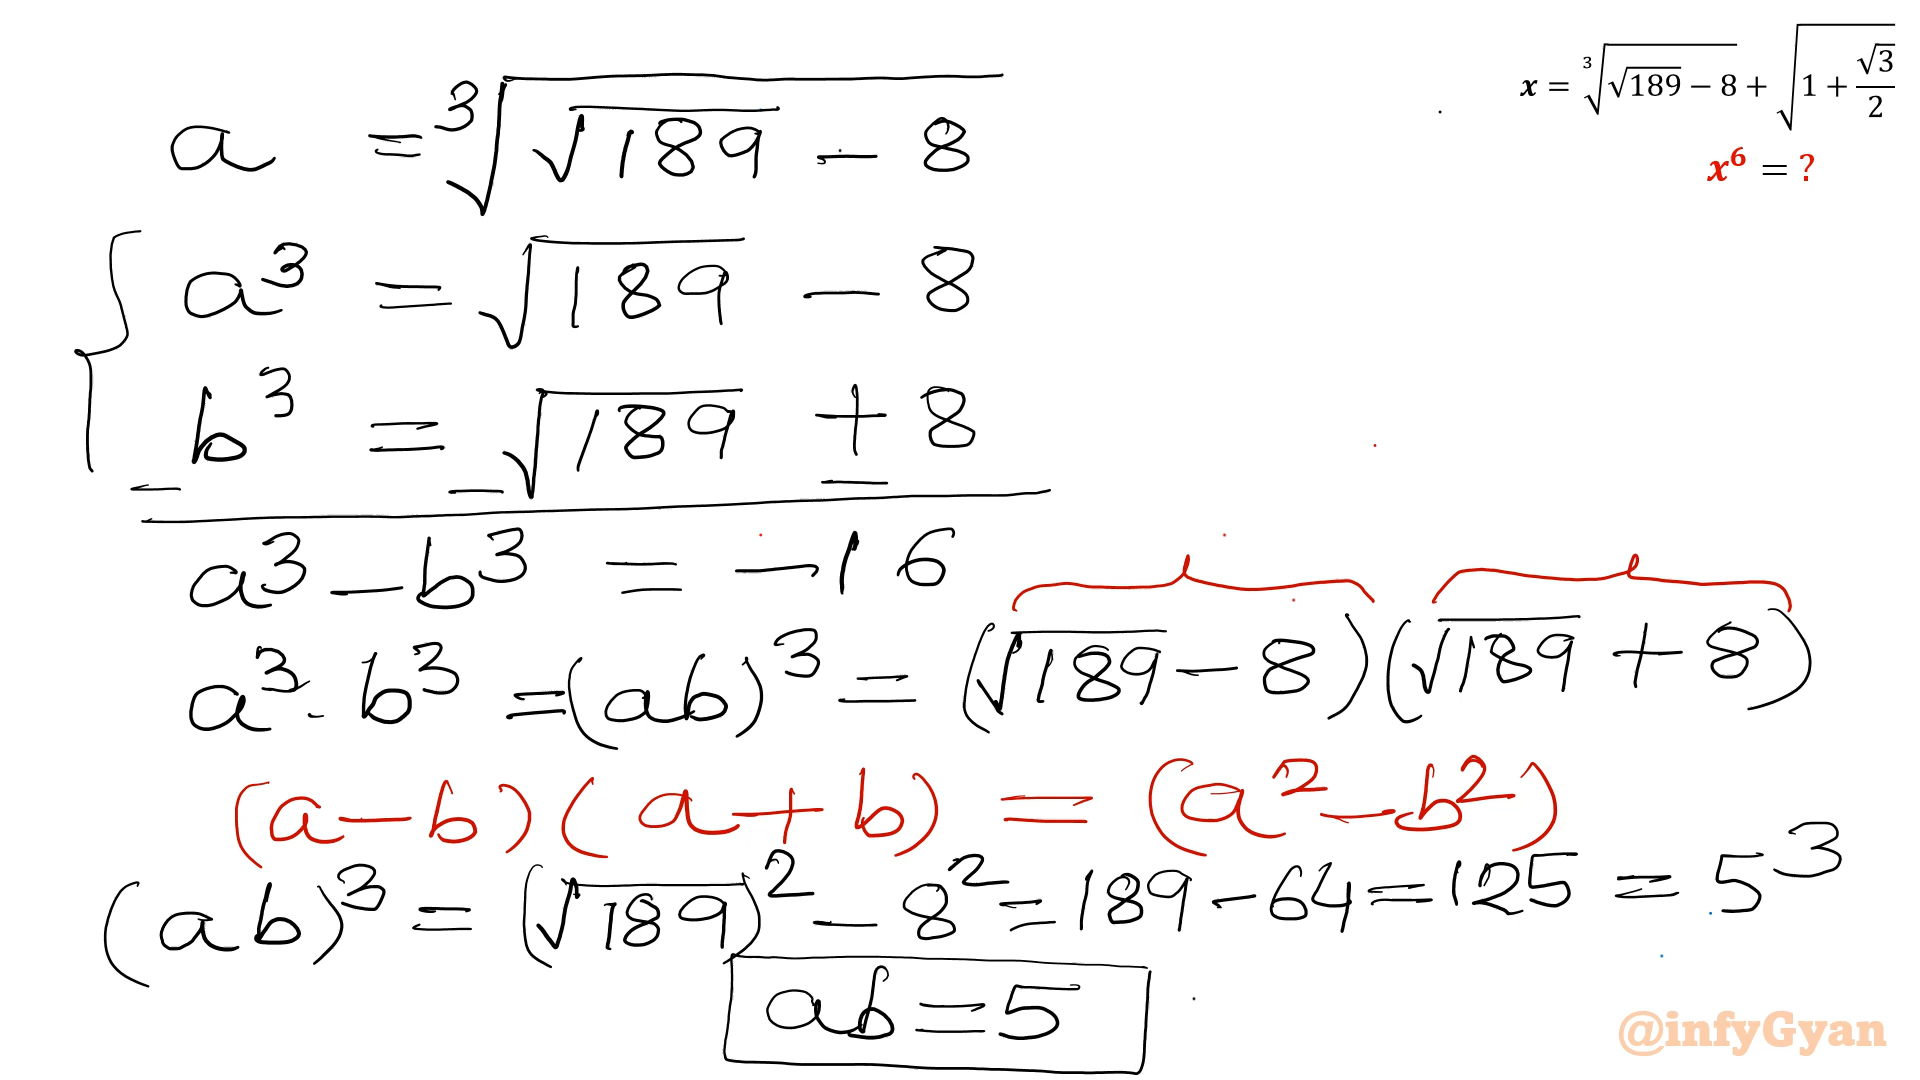 x = ∛(√189 − 8) + √(1 + √3/2)
x⁶ = ?
a = ∛(√189 − 8)
a³ = √189 − 8
b³ = √189 + 8
− − −
a³ − b³ = −16
a³ · b³ = (ab)³ = (√189 − 8)(√189 + 8)
(a − b)(a + b) = (a² − b²)
(ab)³ = (√189)² − 8² = 189 − 64 = 125 = 5³
ab = 5
@infyGyan